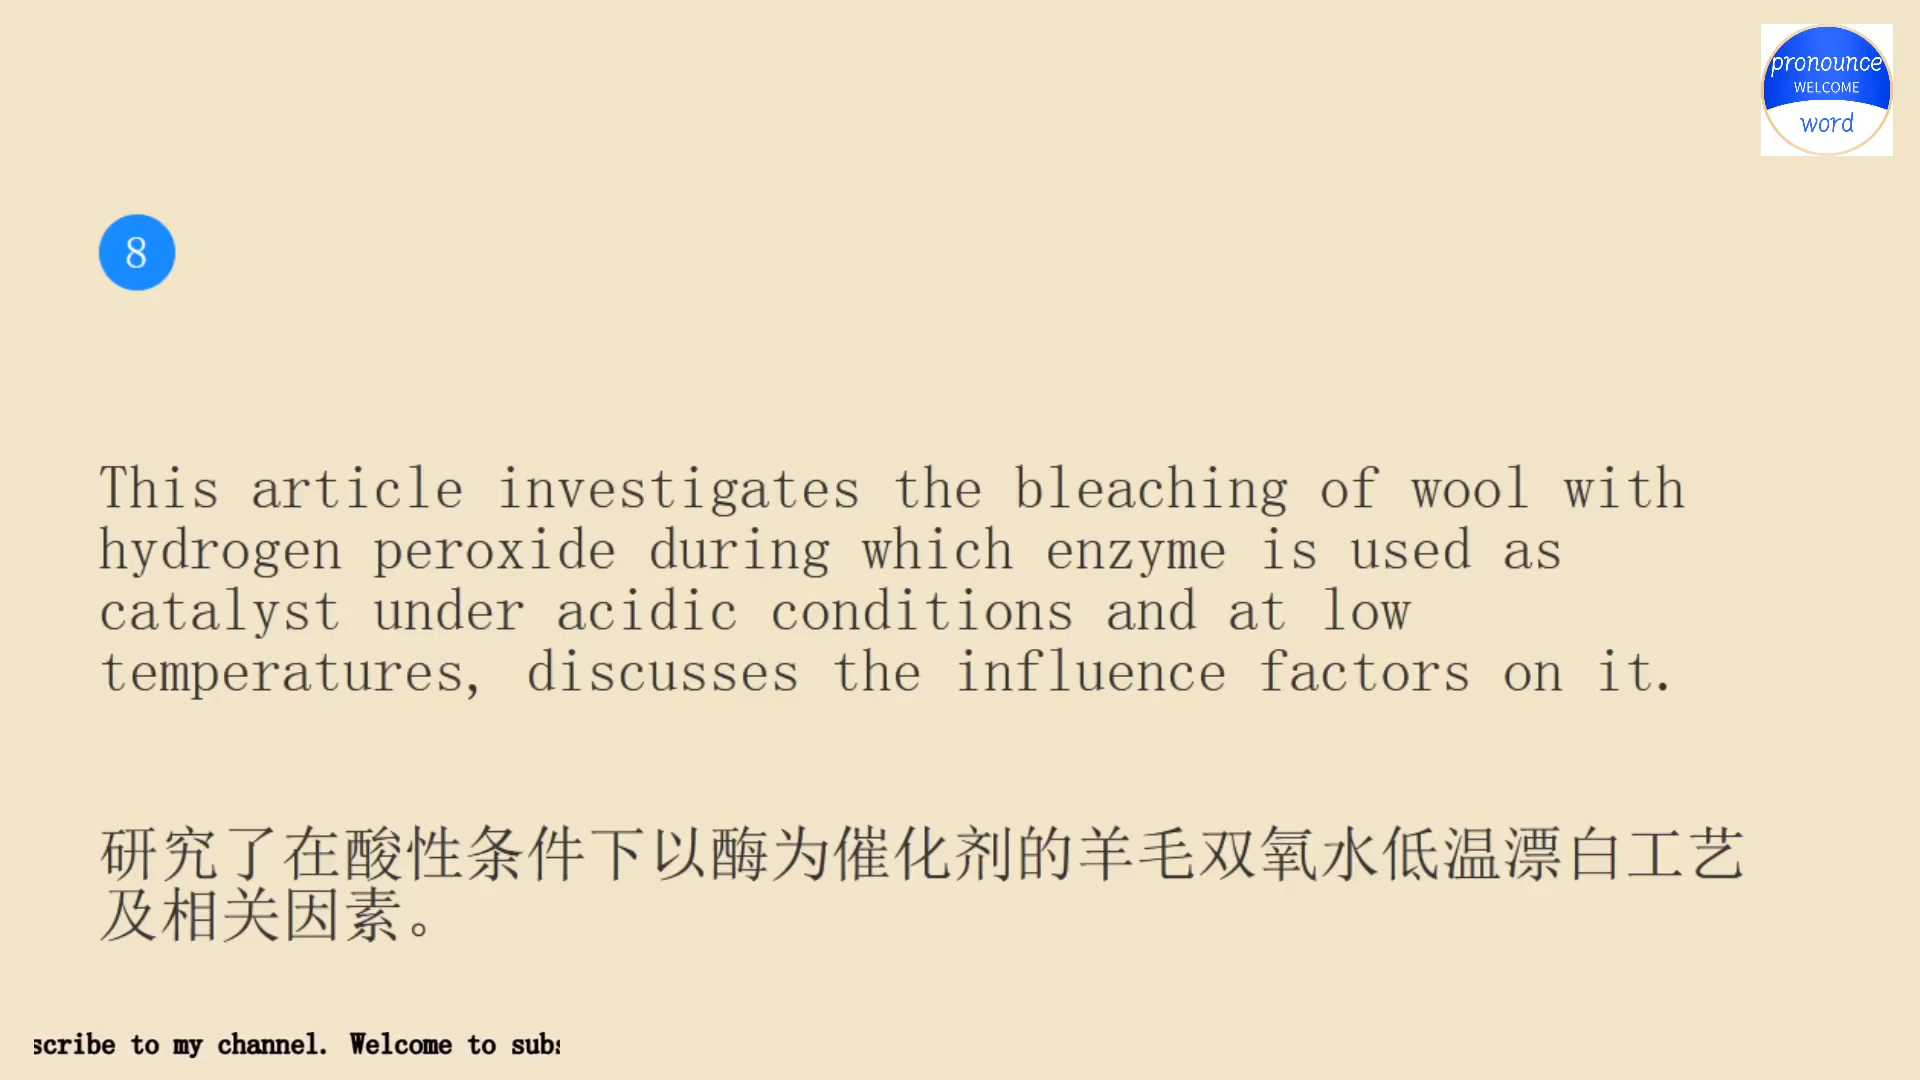 pronounce
WELCOME
word
8
This article investigates the bleaching of wool with
hydrogen peroxide during which enzyme is used as
catalyst under acidic conditions and at low
temperatures, discusses the influence factors on it.
研究了在酸性条件下以酶为催化剂的羊毛双氧水低温漂白工艺
及相关因素。
scribe to my channel. Welcome to subs